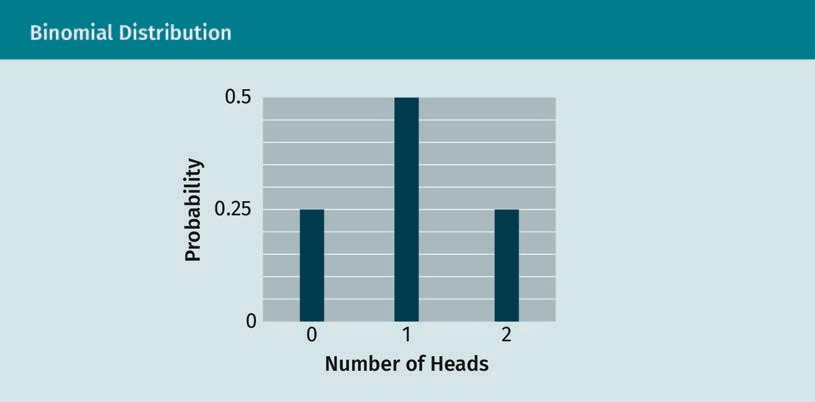 Binomial Distribution
0.5
0.25
0
Probability
0
1
2
Number of Heads